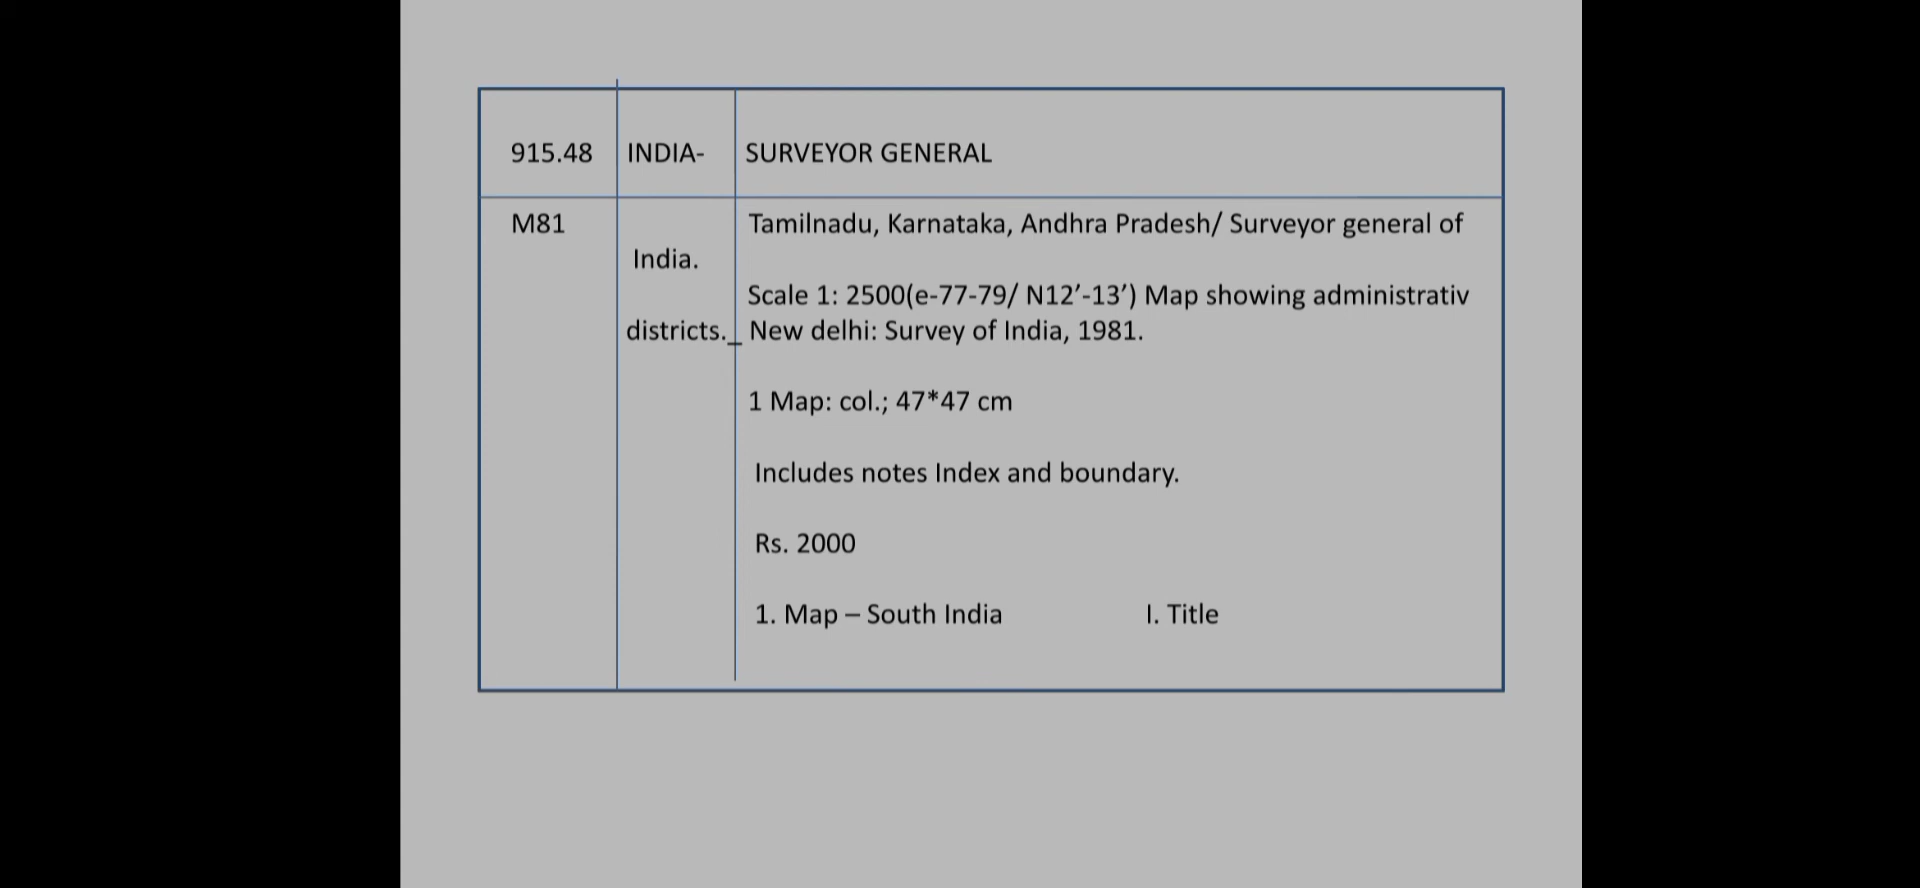 915.48 INDIA- SURVEYOR GENERAL
M81 Tamilnadu, Karnataka, Andhra Pradesh/ Surveyor general of
India.
Scale 1: 2500(e-77-79/ N12’-13’) Map showing administrativ
districts._ New delhi: Survey of India, 1981.
1 Map: col.; 47*47 cm
Includes notes Index and boundary.
Rs. 2000
1. Map – South India I. Title